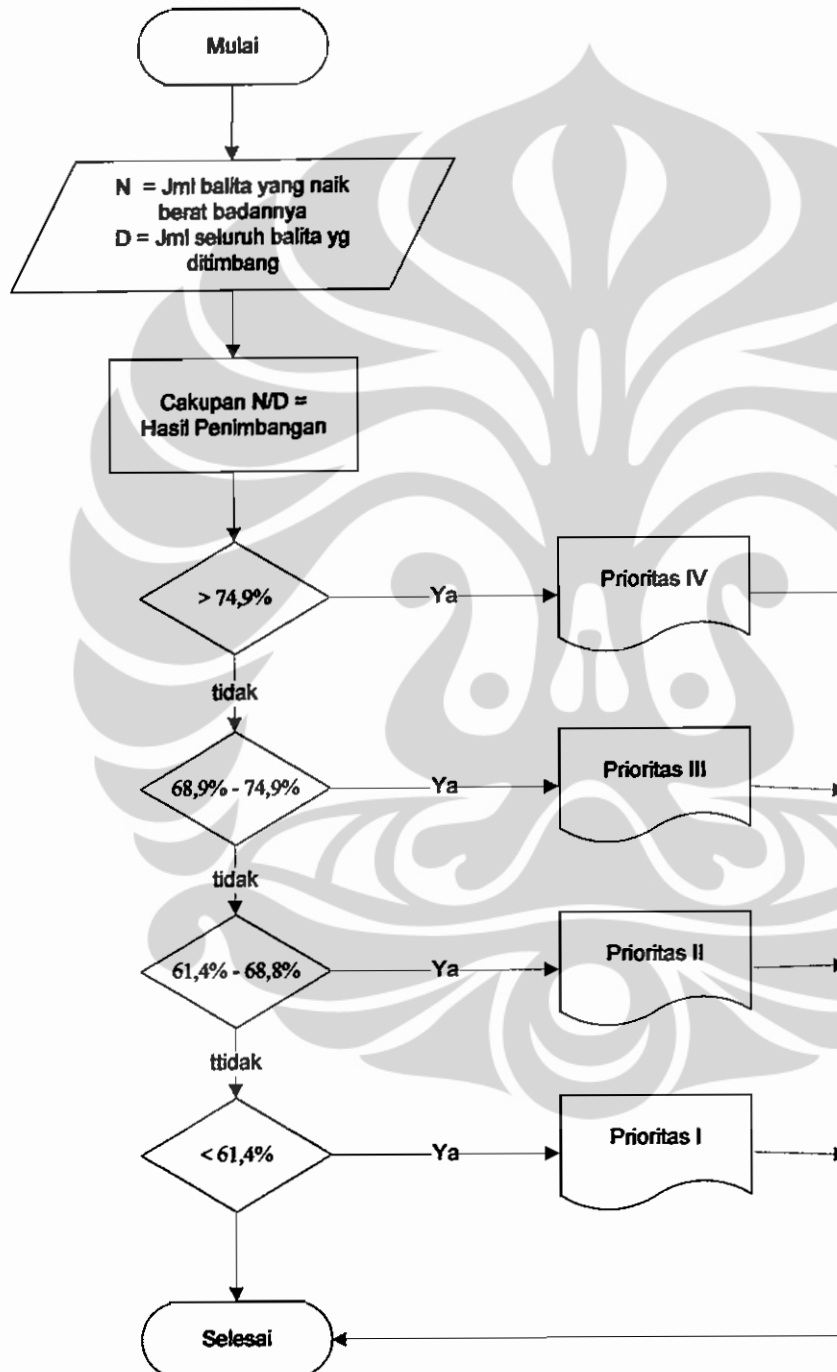 Mulai
N = Jml balita yang naik
berat badannya
D = Jml seluruh balita yg
ditimbang
Cakupan N/D =
Hasil Penimbangan
> 74,9%
Ya
Prioritas IV
tidak
68,9% - 74,9%
Ya
Prioritas III
tidak
61,4% - 68,8%
Ya
Prioritas II
ttidak
< 61,4%
Ya
Prioritas I
Selesai